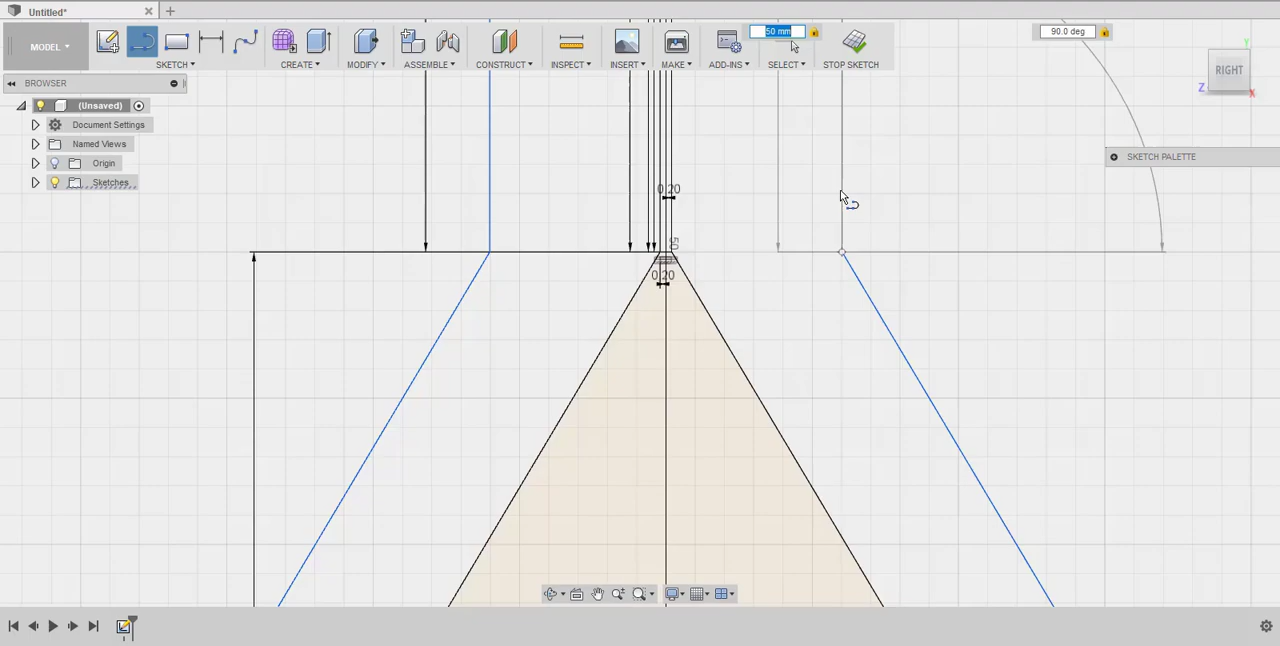 Untitled*
MODEL
SKETCH
CREATE
MODIFY
ASSEMBLE
CONSTRUCT
INSPECT
INSERT
MAKE
ADD-INS
SELECT
STOP SKETCH
50 mm
90.0 deg
BROWSER
(Unsaved)
Document Settings
Named Views
Origin
Sketches
RIGHT
Y
Z
X
SKETCH PALETTE
0.20
50
0.20